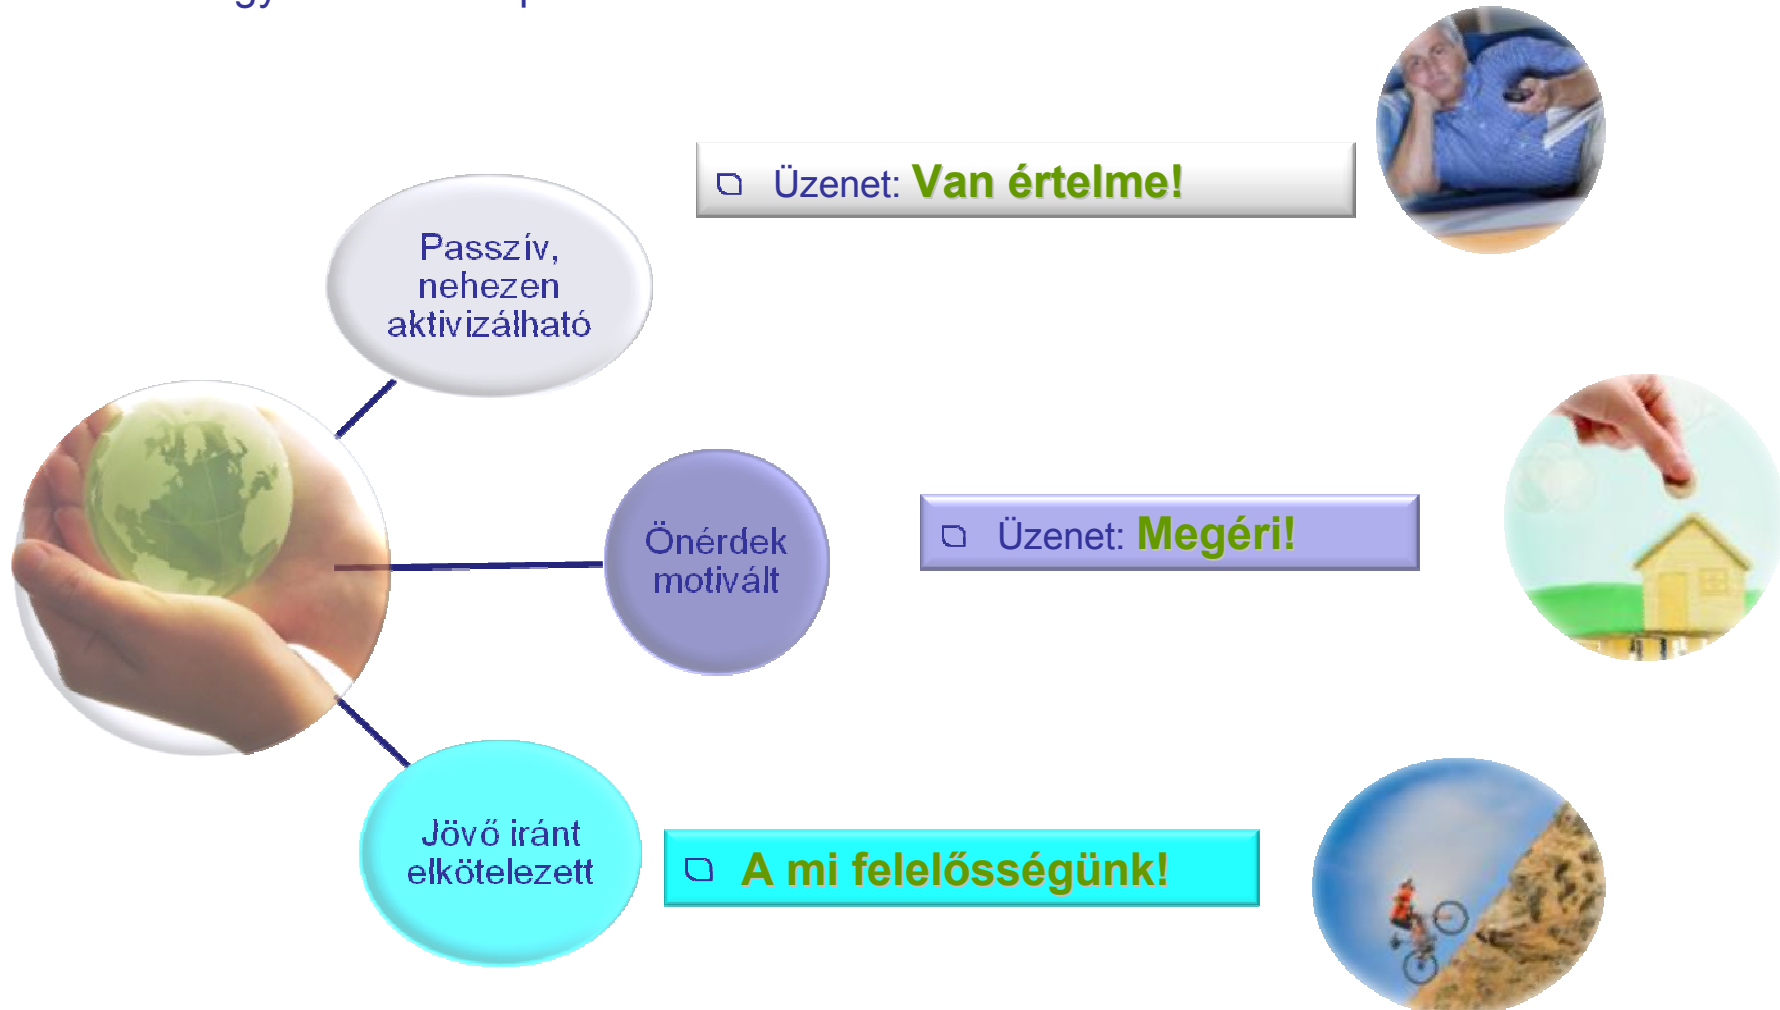 Üzenet: Van értelme!
Passzív,
nehezen
aktivizálható
Önérdek
motivált
Üzenet: Megéri!
Jövő iránt
elkötelezett
A mi felelősségünk!